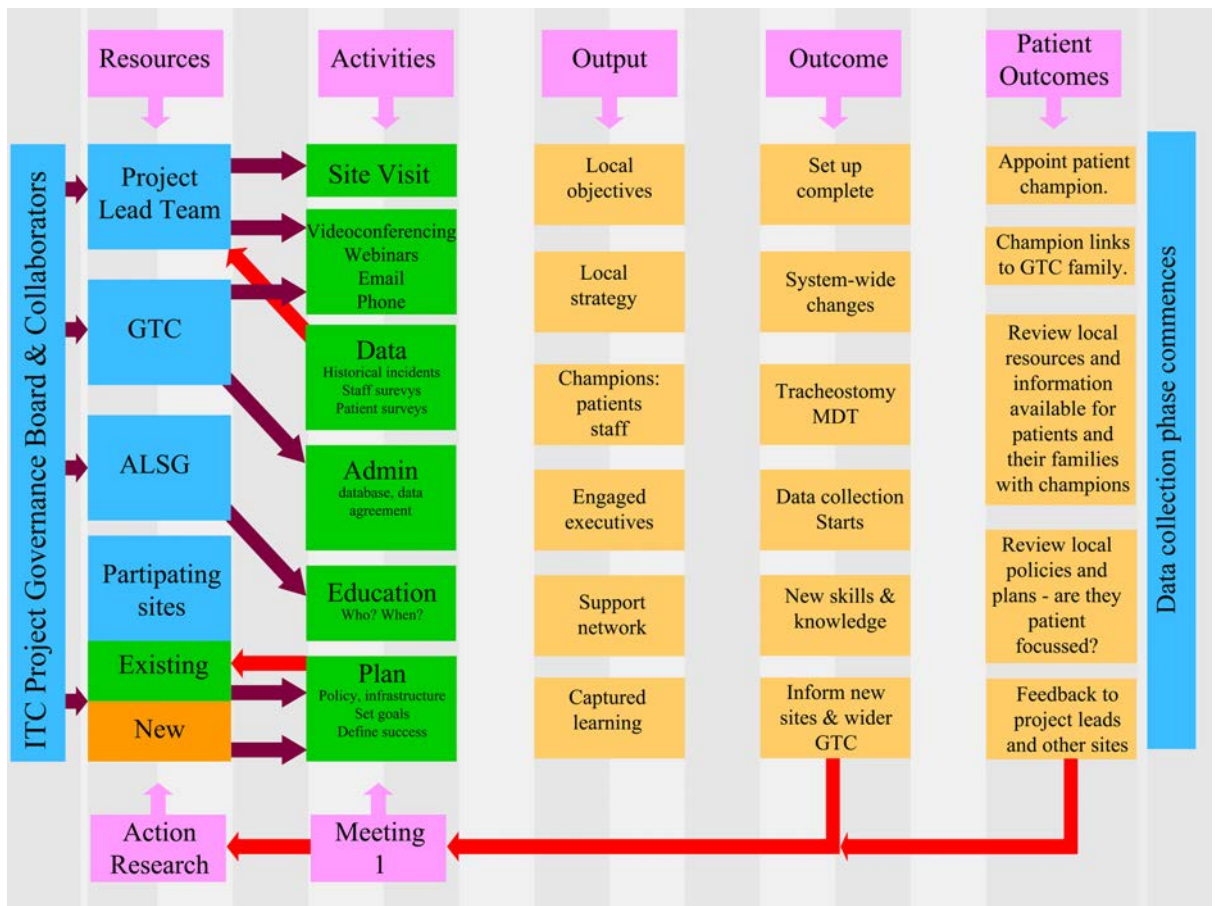 Resources
Activities
Output
Outcome
Patient
Outcomes
ITC Project Governance Board & Collaborators
Project
Lead Team
GTC
ALSG
Partipating
sites
Existing
New
Action
Research
Site Visit
Videoconferencing
Webinars
Email
Phone
Data
Historical incidents
Staff surevys
Patient surveys
Admin
database, data
agreement
Education
Who? When?
Plan
Policy, infrastructure
Set goals
Define success
Meeting
1
Local
objectives
Local
strategy
Champions:
patients
staff
Engaged
executives
Support
network
Captured
learning
Set up
complete
System-wide
changes
Tracheostomy
MDT
Data collection
Starts
New skills &
knowledge
Inform new
sites & wider
GTC
Appoint patient
champion.
Champion links
to GTC family.
Review local
resources and
information
available for
patients and
their families
with champions
Review local
policies and
plans - are they
patient
focussed?
Feedback to
project leads
and other sites
Data collection phase commences